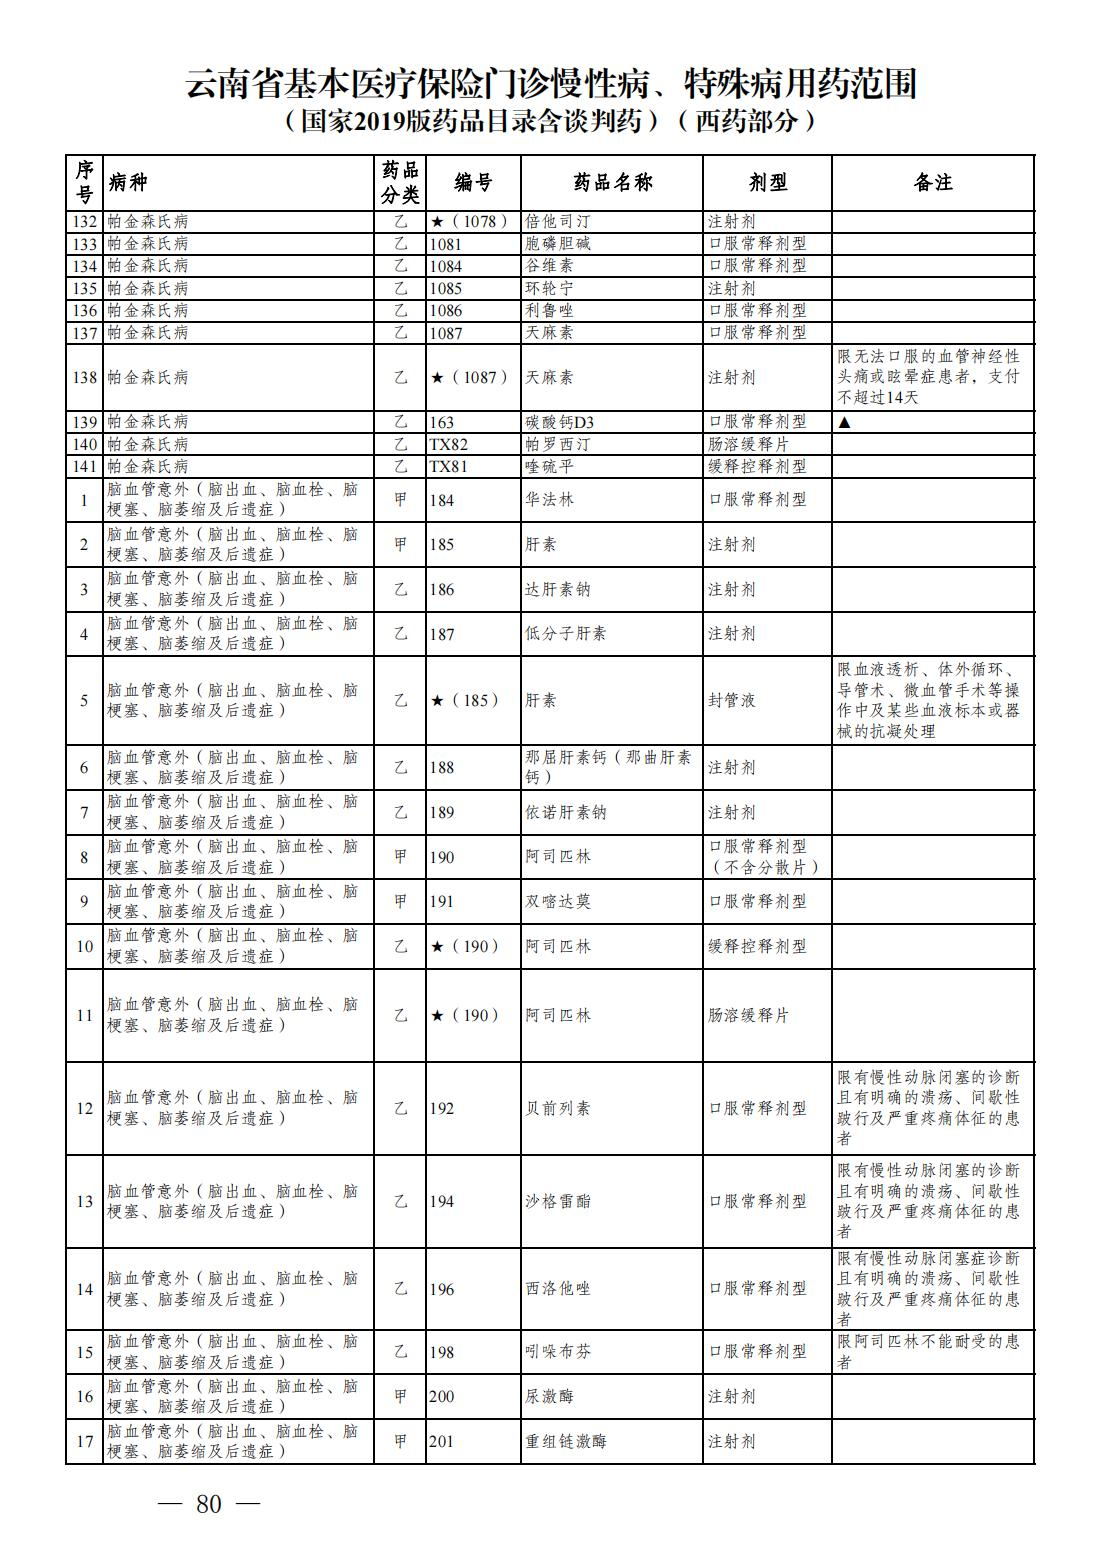 云南省基本医疗保险门诊慢性病、特殊病用药范围
（国家2019版药品目录含谈判药）（西药部分）
序号 病种 药品分类 编号 药品名称 剂型 备注
132 帕金森氏病 乙 ★（1078） 倍他司汀 注射剂
133 帕金森氏病 乙 1081 胞磷胆碱 口服常释剂型
134 帕金森氏病 乙 1084 谷维素 口服常释剂型
135 帕金森氏病 乙 1085 环轮宁 注射剂
136 帕金森氏病 乙 1086 利鲁唑 口服常释剂型
137 帕金森氏病 乙 1087 天麻素 口服常释剂型
138 帕金森氏病 乙 ★（1087） 天麻素 注射剂 限无法口服的血管神经性头痛或眩晕症患者，支付不超过14天
139 帕金森氏病 乙 163 碳酸钙D3 口服常释剂型 ▲
140 帕金森氏病 乙 TX82 帕罗西汀 肠溶缓释片
141 帕金森氏病 乙 TX81 喹硫平 缓释控释剂型
1 脑血管意外（脑出血、脑血栓、脑梗塞、脑萎缩及后遗症） 甲 184 华法林 口服常释剂型
2 脑血管意外（脑出血、脑血栓、脑梗塞、脑萎缩及后遗症） 甲 185 肝素 注射剂
3 脑血管意外（脑出血、脑血栓、脑梗塞、脑萎缩及后遗症） 乙 186 达肝素钠 注射剂
4 脑血管意外（脑出血、脑血栓、脑梗塞、脑萎缩及后遗症） 乙 187 低分子肝素 注射剂
5 脑血管意外（脑出血、脑血栓、脑梗塞、脑萎缩及后遗症） 乙 ★（185） 肝素 封管液 限血液透析、体外循环、导管术、微血管手术等操作中及某些血液标本或器械的抗凝处理
6 脑血管意外（脑出血、脑血栓、脑梗塞、脑萎缩及后遗症） 乙 188 那屈肝素钙（那曲肝素钙） 注射剂
7 脑血管意外（脑出血、脑血栓、脑梗塞、脑萎缩及后遗症） 乙 189 依诺肝素钠 注射剂
8 脑血管意外（脑出血、脑血栓、脑梗塞、脑萎缩及后遗症） 甲 190 阿司匹林 口服常释剂型（不含分散片）
9 脑血管意外（脑出血、脑血栓、脑梗塞、脑萎缩及后遗症） 甲 191 双嘧达莫 口服常释剂型
10 脑血管意外（脑出血、脑血栓、脑梗塞、脑萎缩及后遗症） 乙 ★（190） 阿司匹林 缓释控释剂型
11 脑血管意外（脑出血、脑血栓、脑梗塞、脑萎缩及后遗症） 乙 ★（190） 阿司匹林 肠溶缓释片
12 脑血管意外（脑出血、脑血栓、脑梗塞、脑萎缩及后遗症） 乙 192 贝前列素 口服常释剂型 限有慢性动脉闭塞的诊断且有明确的溃疡、间歇性跛行及严重疼痛体征的患者
13 脑血管意外（脑出血、脑血栓、脑梗塞、脑萎缩及后遗症） 乙 194 沙格雷酯 口服常释剂型 限有慢性动脉闭塞的诊断且有明确的溃疡、间歇性跛行及严重疼痛体征的患者
14 脑血管意外（脑出血、脑血栓、脑梗塞、脑萎缩及后遗症） 乙 196 西洛他唑 口服常释剂型 限有慢性动脉闭塞症诊断且有明确的溃疡、间歇性跛行及严重疼痛体征的患者
15 脑血管意外（脑出血、脑血栓、脑梗塞、脑萎缩及后遗症） 乙 198 吲哚布芬 口服常释剂型 限阿司匹林不能耐受的患者
16 脑血管意外（脑出血、脑血栓、脑梗塞、脑萎缩及后遗症） 甲 200 尿激酶 注射剂
17 脑血管意外（脑出血、脑血栓、脑梗塞、脑萎缩及后遗症） 甲 201 重组链激酶 注射剂
— 80 —